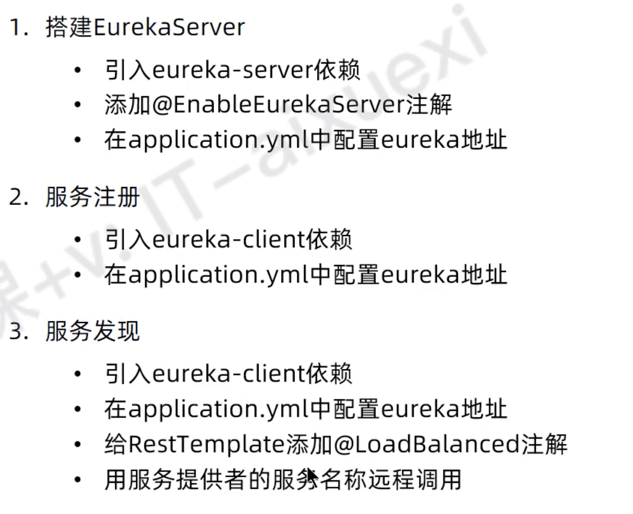 1. 搭建EurekaServer
• 引入eureka-server依赖
• 添加@EnableEurekaServer注解
• 在application.yml中配置eureka地址
2. 服务注册
• 引入eureka-client依赖
• 在application.yml中配置eureka地址
3. 服务发现
• 引入eureka-client依赖
• 在application.yml中配置eureka地址
• 给RestTemplate添加@LoadBalanced注解
• 用服务提供者的服务名称远程调用
课+v: IT-aixuexi